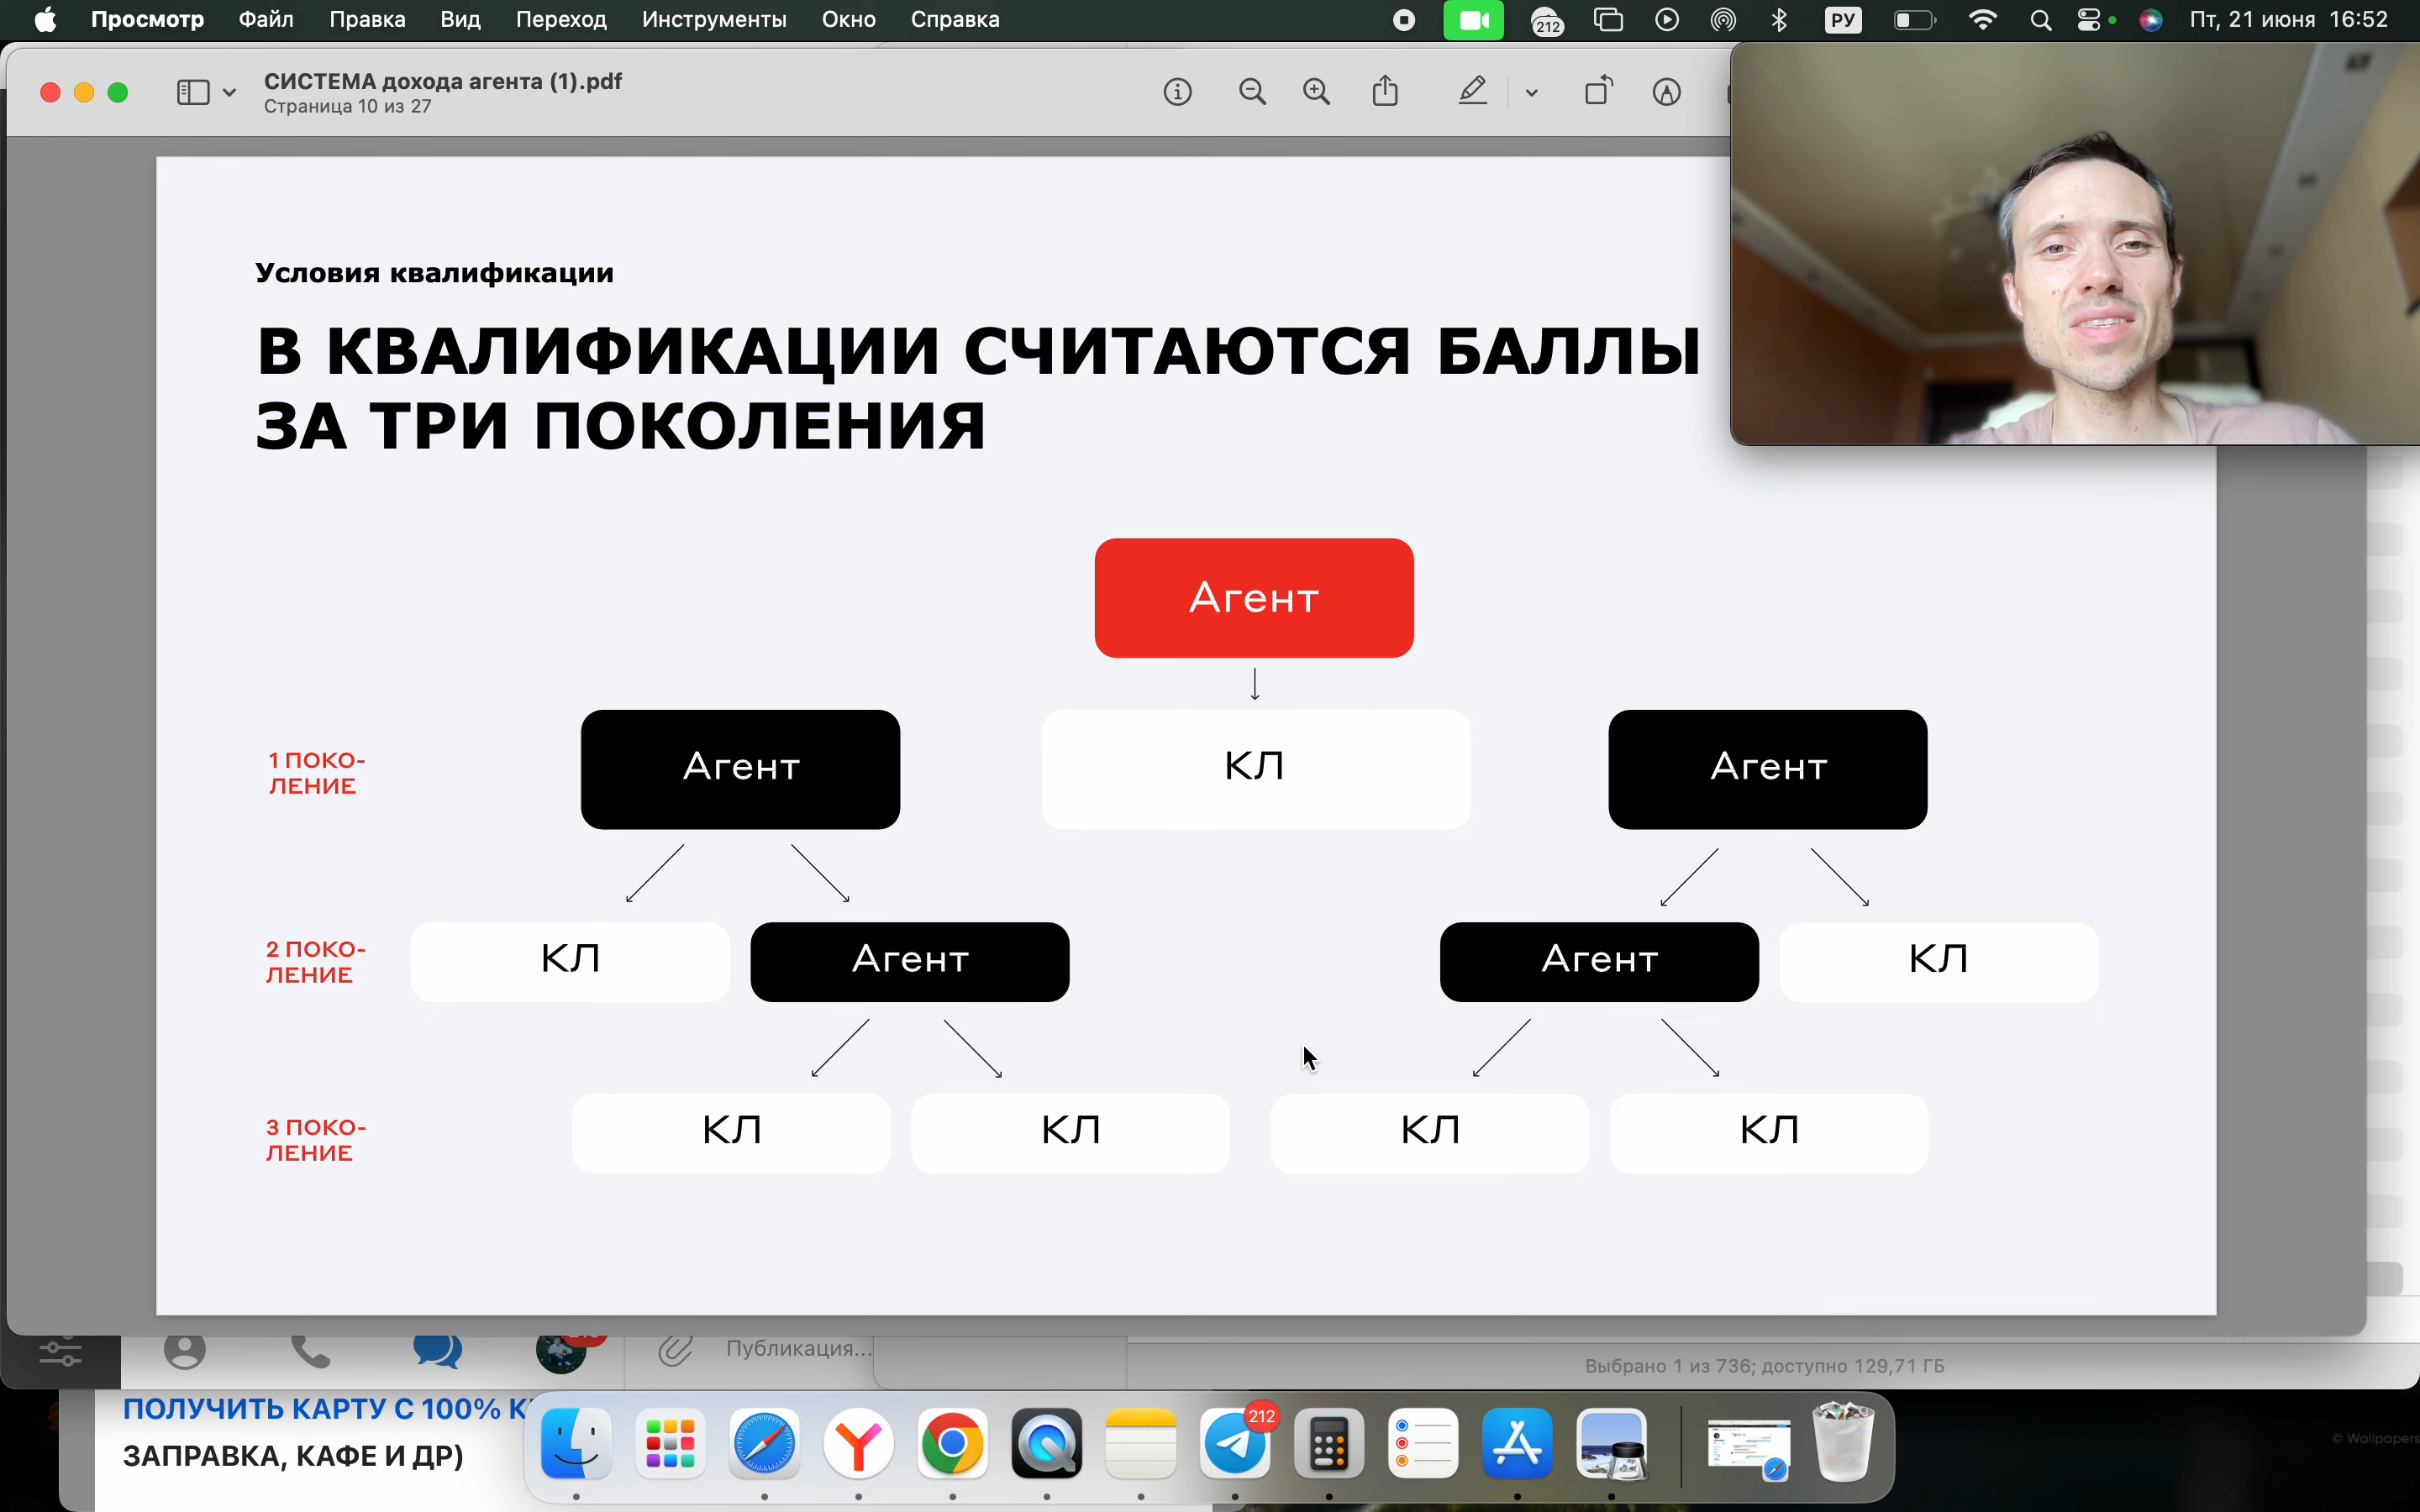 Просмотр Файл Правка Вид Переход Инструменты Окно Справка 212 РУ Пт, 21 июня 16:52
СИСТЕМА дохода агента (1).pdf
Страница 10 из 27
Условия квалификации
В КВАЛИФИКАЦИИ СЧИТАЮТСЯ БАЛЛЫ
ЗА ТРИ ПОКОЛЕНИЯ
Агент
1 ПОКО-
ЛЕНИЕ
Агент КЛ Агент
2 ПОКО-
ЛЕНИЕ
КЛ Агент Агент КЛ
3 ПОКО-
ЛЕНИЕ
КЛ КЛ КЛ КЛ
Публикация...
Выбрано 1 из 736; доступно 129,71 ГБ
ПОЛУЧИТЬ КАРТУ С 100%
ЗАПРАВКА, КАФЕ И ДР)
212
© Wallpapers